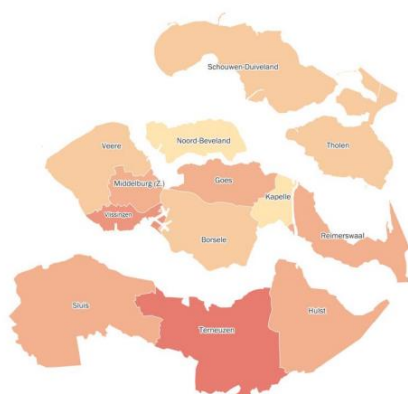 Schouwen-Duiveland
Noord-Beveland
Tholen
Veere
Middelburg (Z.)
Goes
Kapelle
Vlissingen
Reimerswaal
Borsele
Sluis
Hulst
Terneuzen